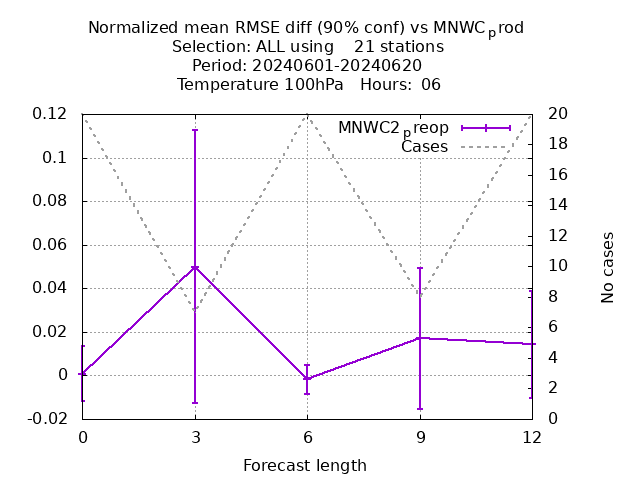 Normalized mean RMSE diff (90% conf) vs MNWCprod
Selection: ALL using 21 stations
Period: 20240601-20240620
Temperature 100hPa Hours: 06
MNWC2preop
Cases
0.12
0.1
0.08
0.06
0.04
0.02
0
-0.02
20
18
16
14
12
10
8
6
4
2
0
No cases
0 3 6 9 12
Forecast length